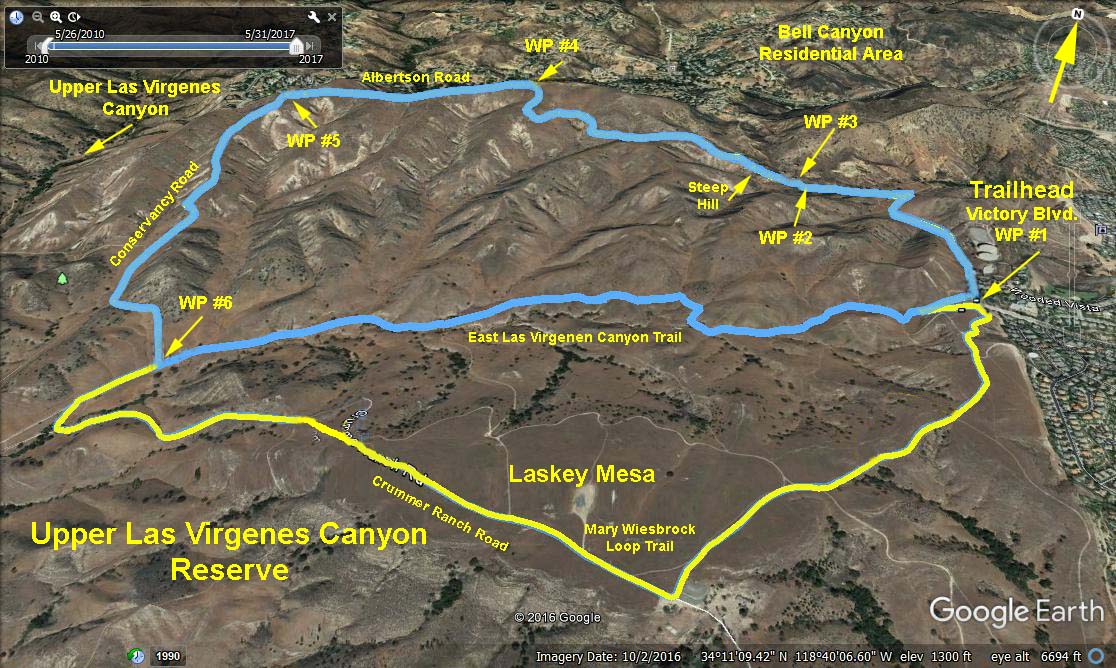 5/26/2010
5/31/2017
2010
2017
N
Bell Canyon
Residential Area
WP #4
Albertson Road
Upper Las Virgenes
Canyon
WP #5
WP #3
Steep
Hill
Conservancy Road
Trailhead
Victory Blvd.
WP #1
WP #2
Wooded Vista
WP #6
East Las Virgenen Canyon Trail
Laskey Mesa
Crummer Ranch Road
Mary Wiesbrock
Loop Trail
Upper Las Virgenes Canyon
Reserve
© 2016 Google
Google Earth
1990
Imagery Date: 10/2/2016 34°11'09.42" N 118°40'06.60" W elev 1300 ft eye alt 6694 ft